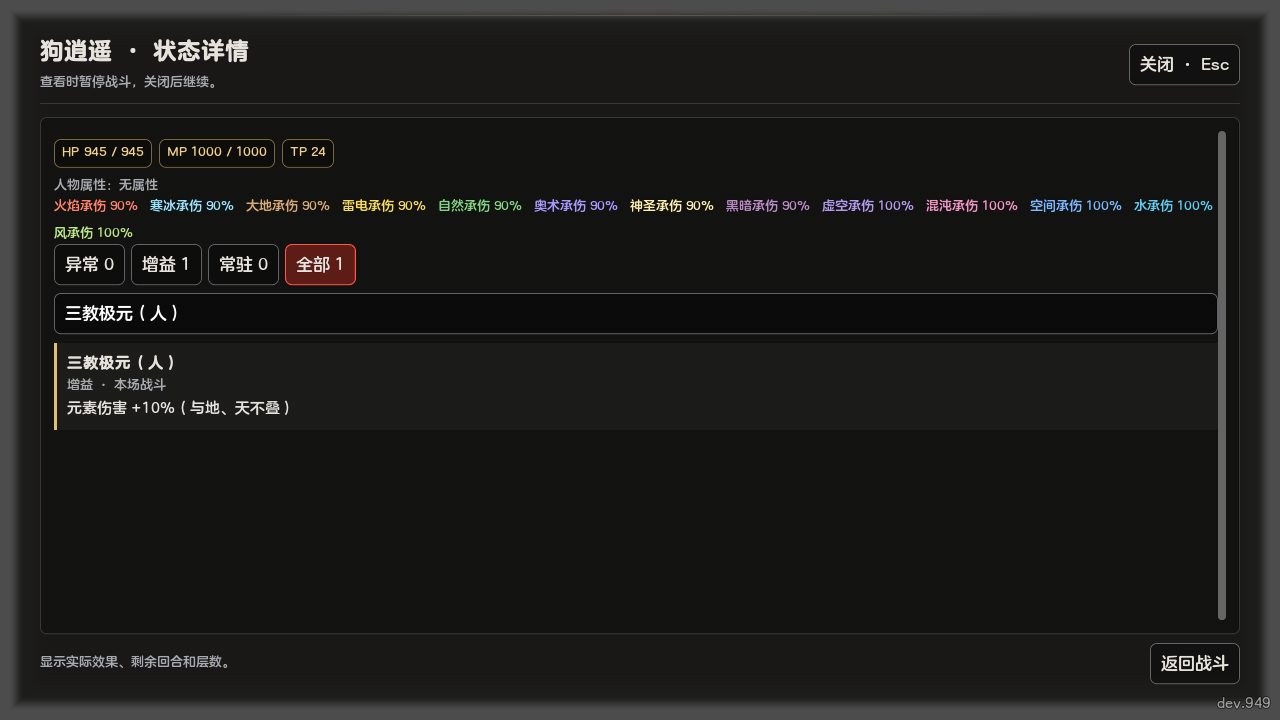 狗逍遥 · 状态详情
查看时暂停战斗，关闭后继续。
关闭 · Esc
HP 945 / 945 MP 1000 / 1000 TP 24
人物属性：无属性
火焰承伤 90% 寒冰承伤 90% 大地承伤 90% 雷电承伤 90% 自然承伤 90% 奥术承伤 90% 神圣承伤 90% 黑暗承伤 90% 虚空承伤 100% 混沌承伤 100% 空间承伤 100% 水承伤 100%
风承伤 100%
异常 0 增益 1 常驻 0 全部 1
三教极元（人）
三教极元（人）
增益 · 本场战斗
元素伤害 +10%（与地、天不叠）
显示实际效果、剩余回合和层数。
返回战斗
dev.949